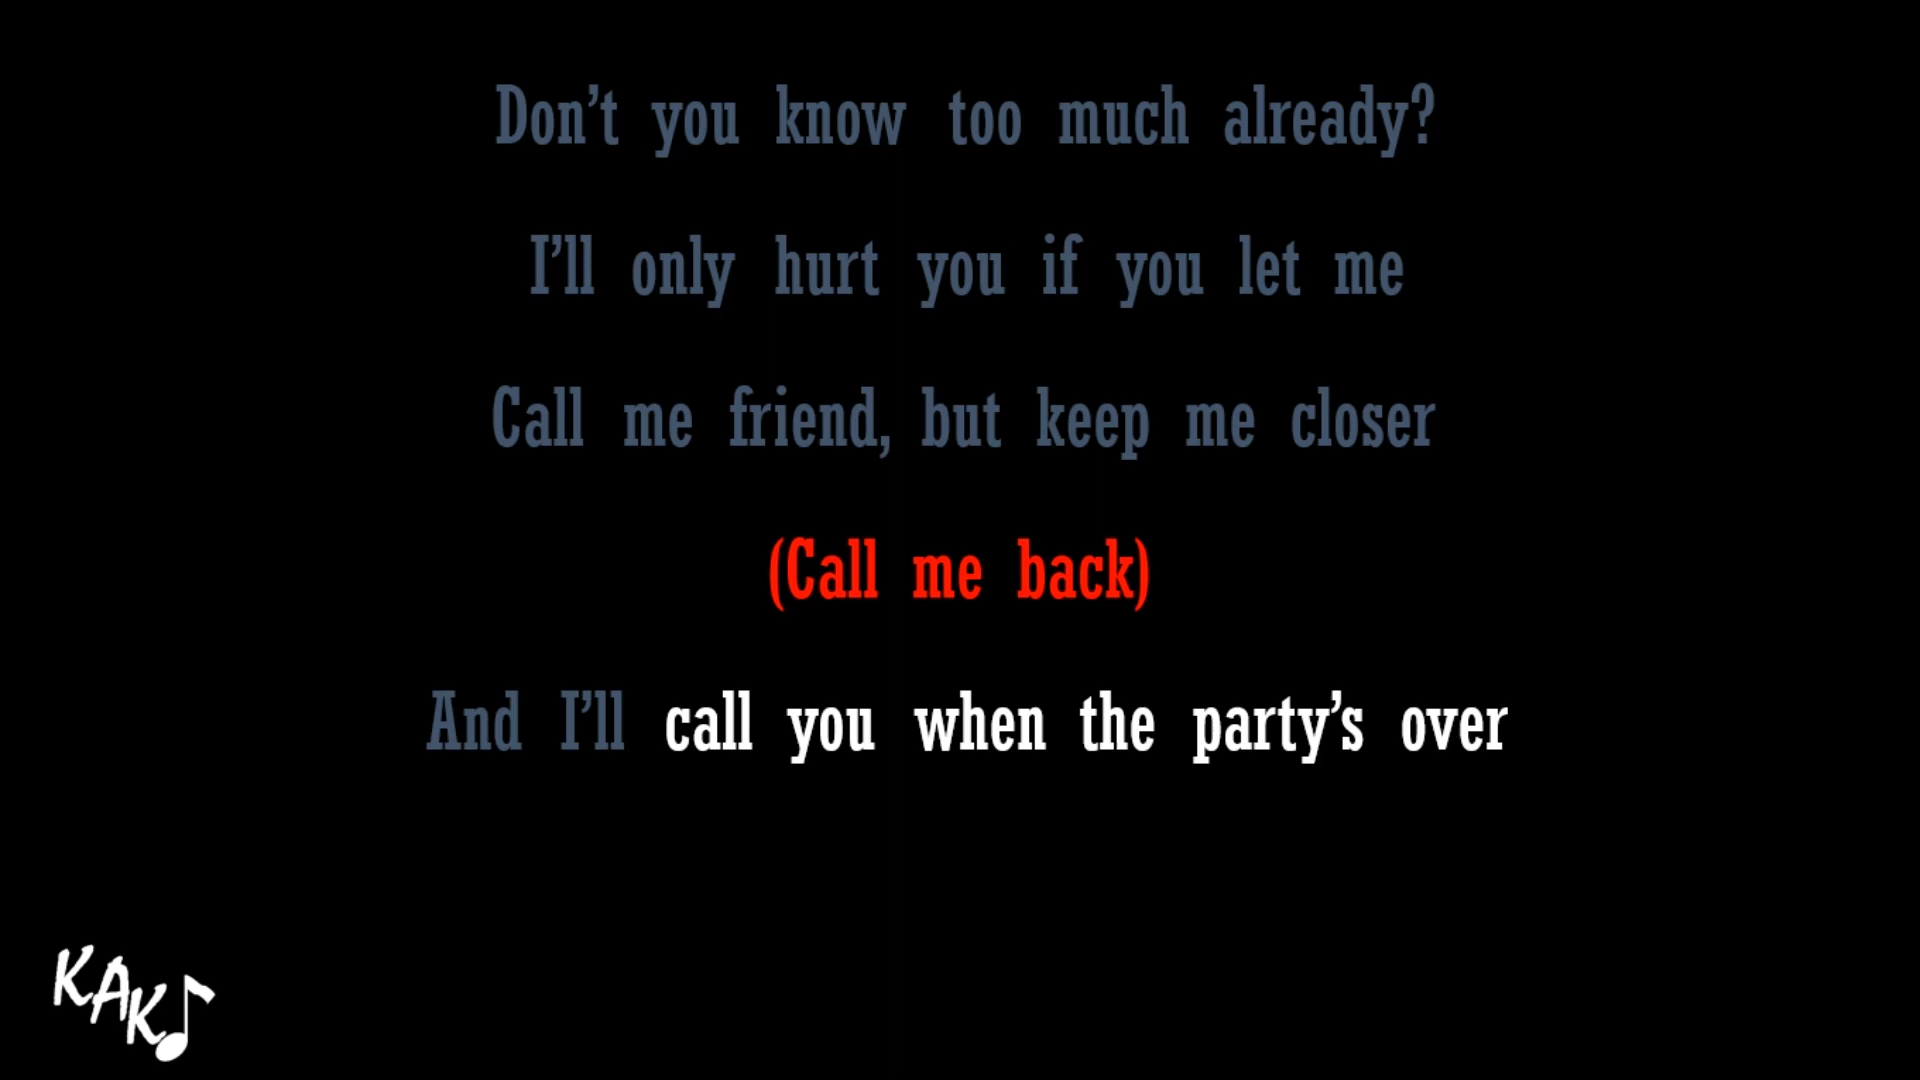 Don’t you know too much already?
I’ll only hurt you if you let me
Call me friend, but keep me closer
(Call me back)
And I’ll call you when the party’s over
KAK